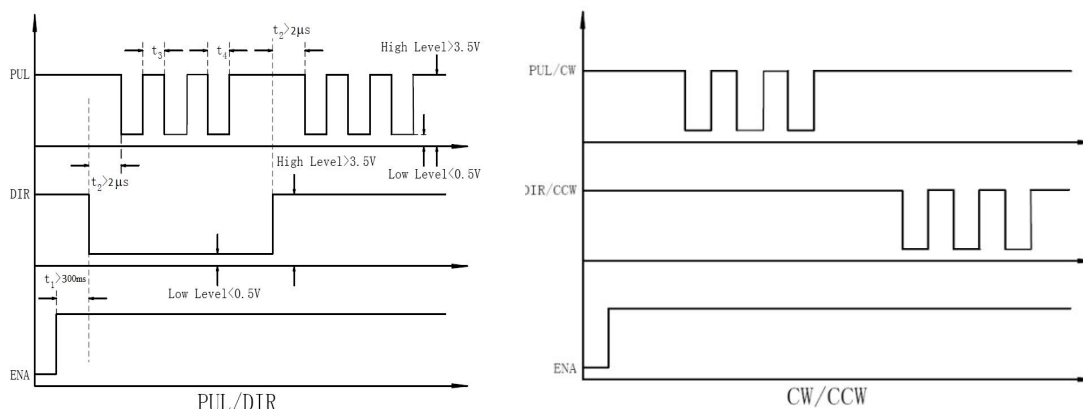 t₂>2μs
t₃
t₄
High Level>3.5V
PUL
Low Level<0.5V
t₂>2μs
High Level>3.5V
DIR
t₁>300ms
Low Level<0.5V
ENA
PUL/DIR
PUL/CW
DIR/CCW
ENA
CW/CCW